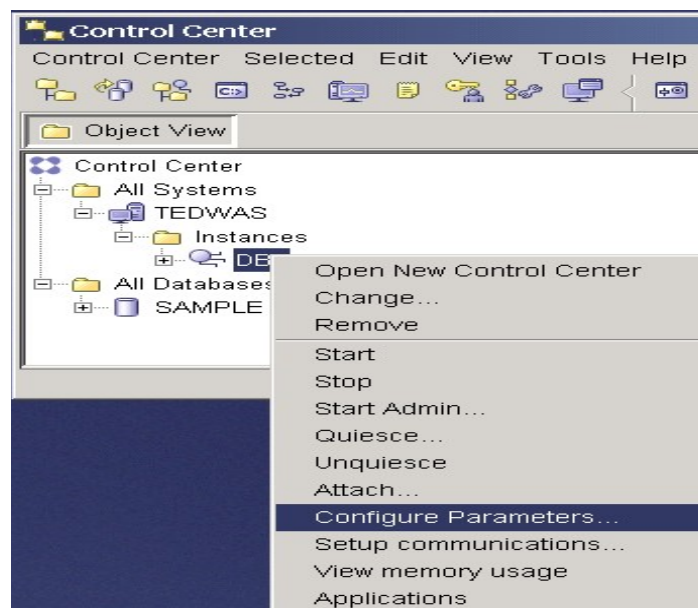 Control Center
Control Center Selected Edit View Tools Help
Object View
Control Center
All Systems
TEDWAS
Instances
All Databases
SAMPLE
Open New Control Center
Change...
Remove
Start
Stop
Start Admin...
Quiesce...
Unquiesce
Attach...
Configure Parameters...
Setup communications...
View memory usage
Applications